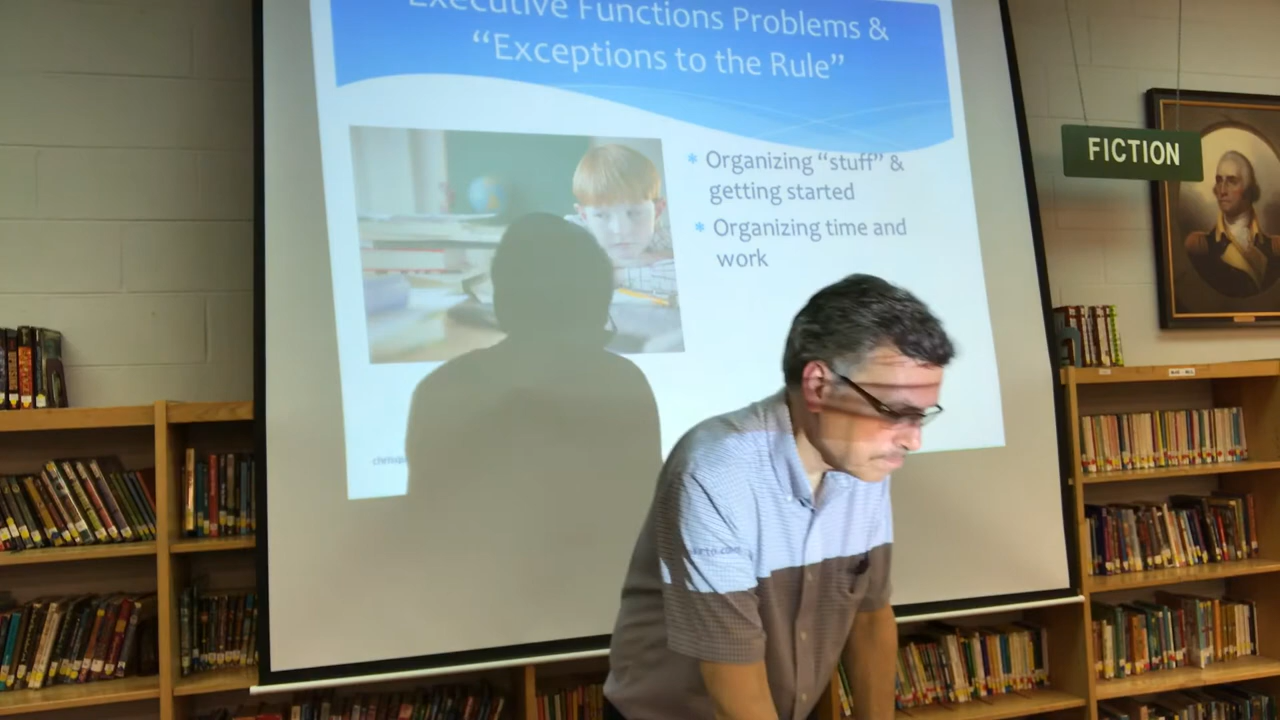 Executive Functions Problems &
“Exceptions to the Rule”
* Organizing “stuff” &
getting started
* Organizing time and
work
FICTION